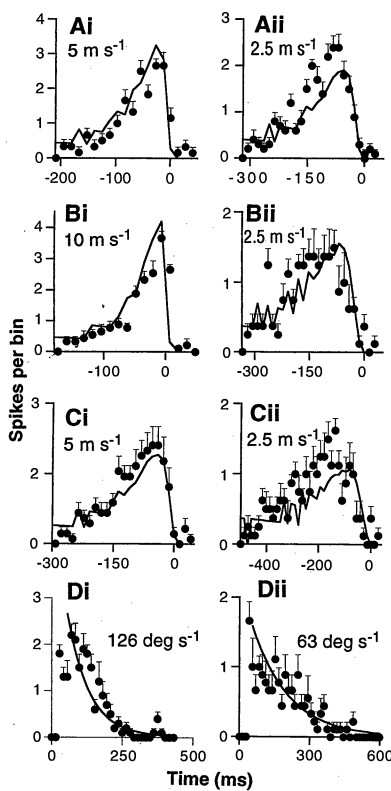 Ai
5 m s-1
4
3
2
1
0
-200 -100 0
Aii
2.5 m s-1
3
2
1
0
-300 -150 0
Bi
10 m s-1
4
3
2
1
0
-100 0
Bii
2.5 m s-1
2
1
0
-300 -150 0
Spikes per bin
Ci
5 m s-1
3
2
1
0
-300 -150 0
Cii
2.5 m s-1
2
1
0
-400 -200 0
Di
126 deg s-1
3
2
1
0
0 250 500
Dii
63 deg s-1
2
1
0
0 300 600
Time (ms)